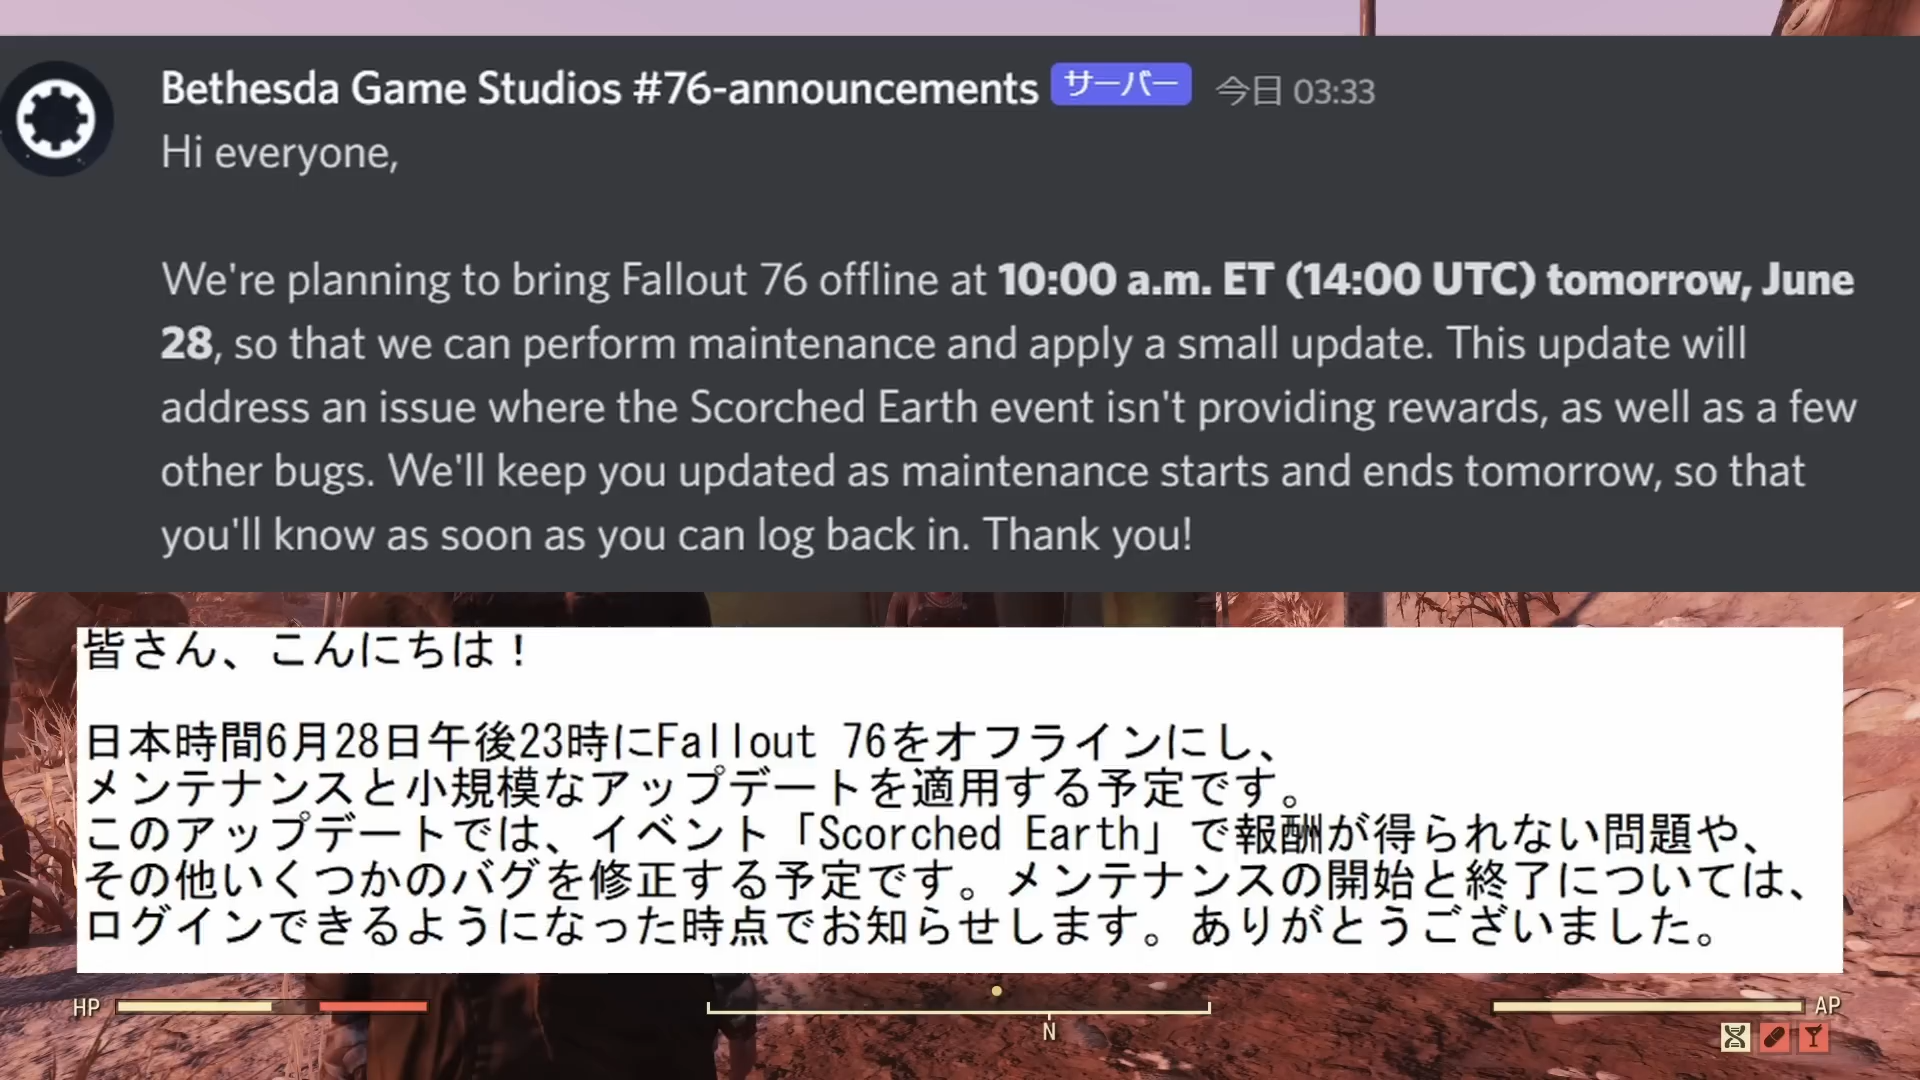 Bethesda Game Studios #76-announcements サーバー 今日 03:33
Hi everyone,
We're planning to bring Fallout 76 offline at 10:00 a.m. ET (14:00 UTC) tomorrow, June
28, so that we can perform maintenance and apply a small update. This update will
address an issue where the Scorched Earth event isn't providing rewards, as well as a few
other bugs. We'll keep you updated as maintenance starts and ends tomorrow, so that
you'll know as soon as you can log back in. Thank you!
皆さん、こんにちは！
日本時間6月28日午後23時にFallout 76をオフラインにし、
メンテナンスと小規模なアップデートを適用する予定です。
このアップデートでは、イベント「Scorched Earth」で報酬が得られない問題や、
その他いくつかのバグを修正する予定です。メンテナンスの開始と終了については、
ログインできるようになった時点でお知らせします。ありがとうございました。
HP
N
AP